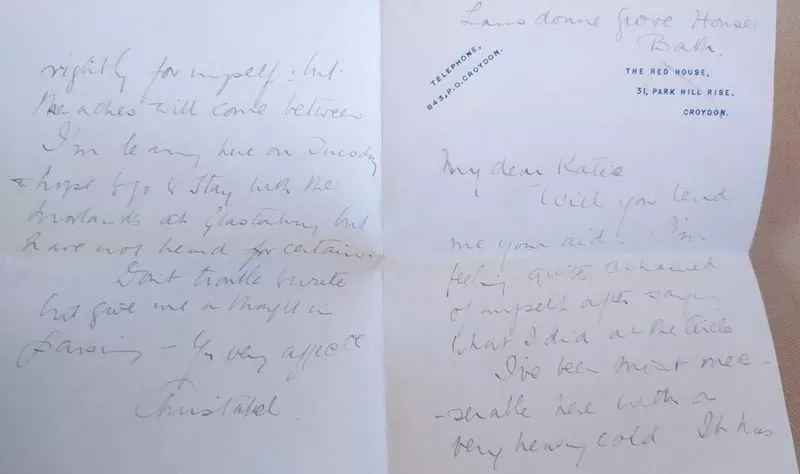 Lansdowne Grove House
Bath.
TELEPHONE,
843, P.O. CROYDON.
THE RED HOUSE,
31, PARK HILL RISE,
CROYDON.
My dear Katie
Will you lend
me your aid. I'm
feeling quite ashamed
of myself after saying
what I did at the Circle
I've been most mee-
-serable here with a
very heavy cold. It has
rightly for myself: but
the aches will come between
I'm leaving here on Tuesday
& hope to go & stay with the
at Glastonbury but
have not heard for certain.
Don't trouble to write
but give me a thought in
passing – Yr very affecte
Christabel.